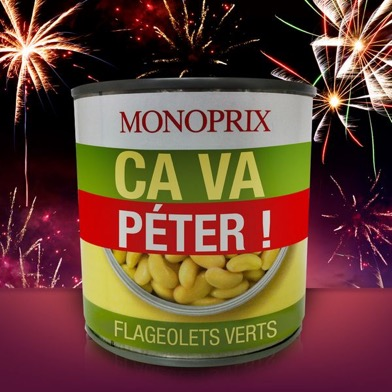 MONOPRIX
CA VA
PÉTER !
FLAGEOLETS VERTS